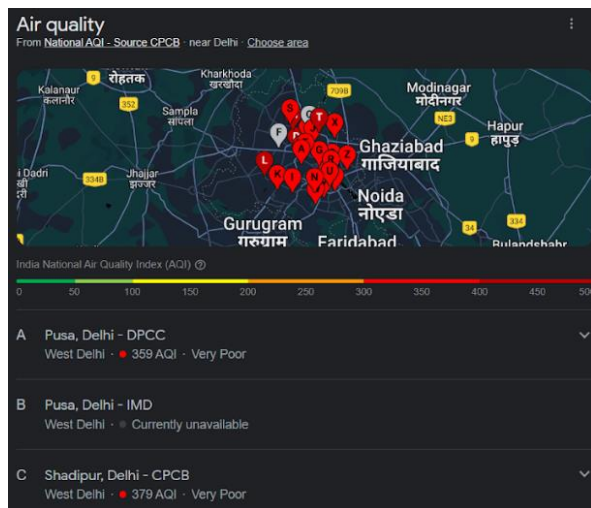 Air quality
From National AQI - Source CPCB · near Delhi · Choose area
9
रोहतक
Kharkhoda
खरखौदा
709B
Modinagar
मोदीनगर
Kalanaur
कलानौर
352
Sampla
सांपला
S
T
X
F
NE3
Hapur
हापुड़
9
A
G
R
Z
Ghaziabad
गाज़ियाबाद
L
K
I
N
U
Dadri
334B
Jhajjar
झज्जर
Noida
नोएडा
334
34
Gurugram
गुरुग्राम
Faridabad
Bulandshahr
India National Air Quality Index (AQI)
0 50 100 150 200 250 300 350 400 450 500
A Pusa, Delhi - DPCC
West Delhi · 359 AQI · Very Poor
B Pusa, Delhi - IMD
West Delhi · Currently unavailable
C Shadipur, Delhi - CPCB
West Delhi · 379 AQI · Very Poor